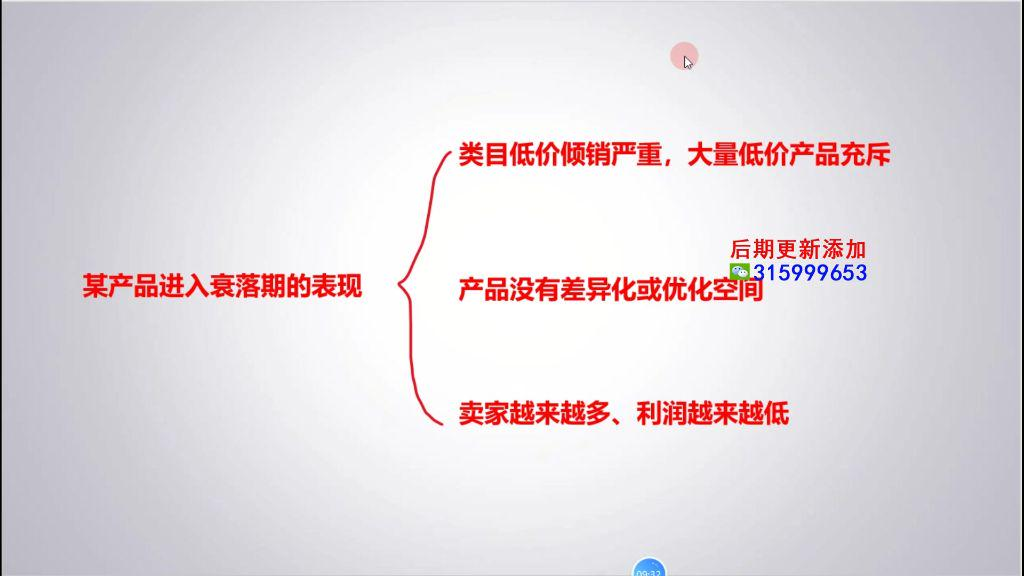 类目低价倾销严重，大量低价产品充斥
后期更新添加
315999653
某产品进入衰落期的表现
产品没有差异化或优化空间
卖家越来越多、利润越来越低
09:32